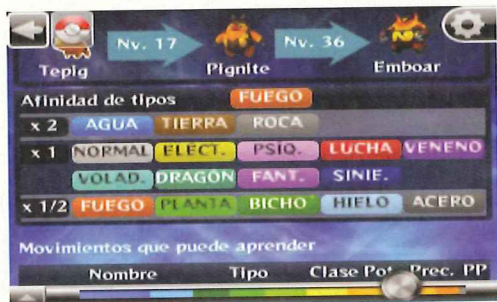 Nv. 17 Nv. 36
Tepig Pignite Emboar
Afinidad de tipos FUEGO
x 2 AGUA TIERRA ROCA
x 1 NORMAL ELECT. PSIQ. LUCHA VENENO
VOLAD. DRAGON FANT. SINIE.
x 1/2 FUEGO PLANTA BICHO HIELO ACERO
Movimientos que puede aprender
Nombre Tipo Clase Pot. Prec. PP